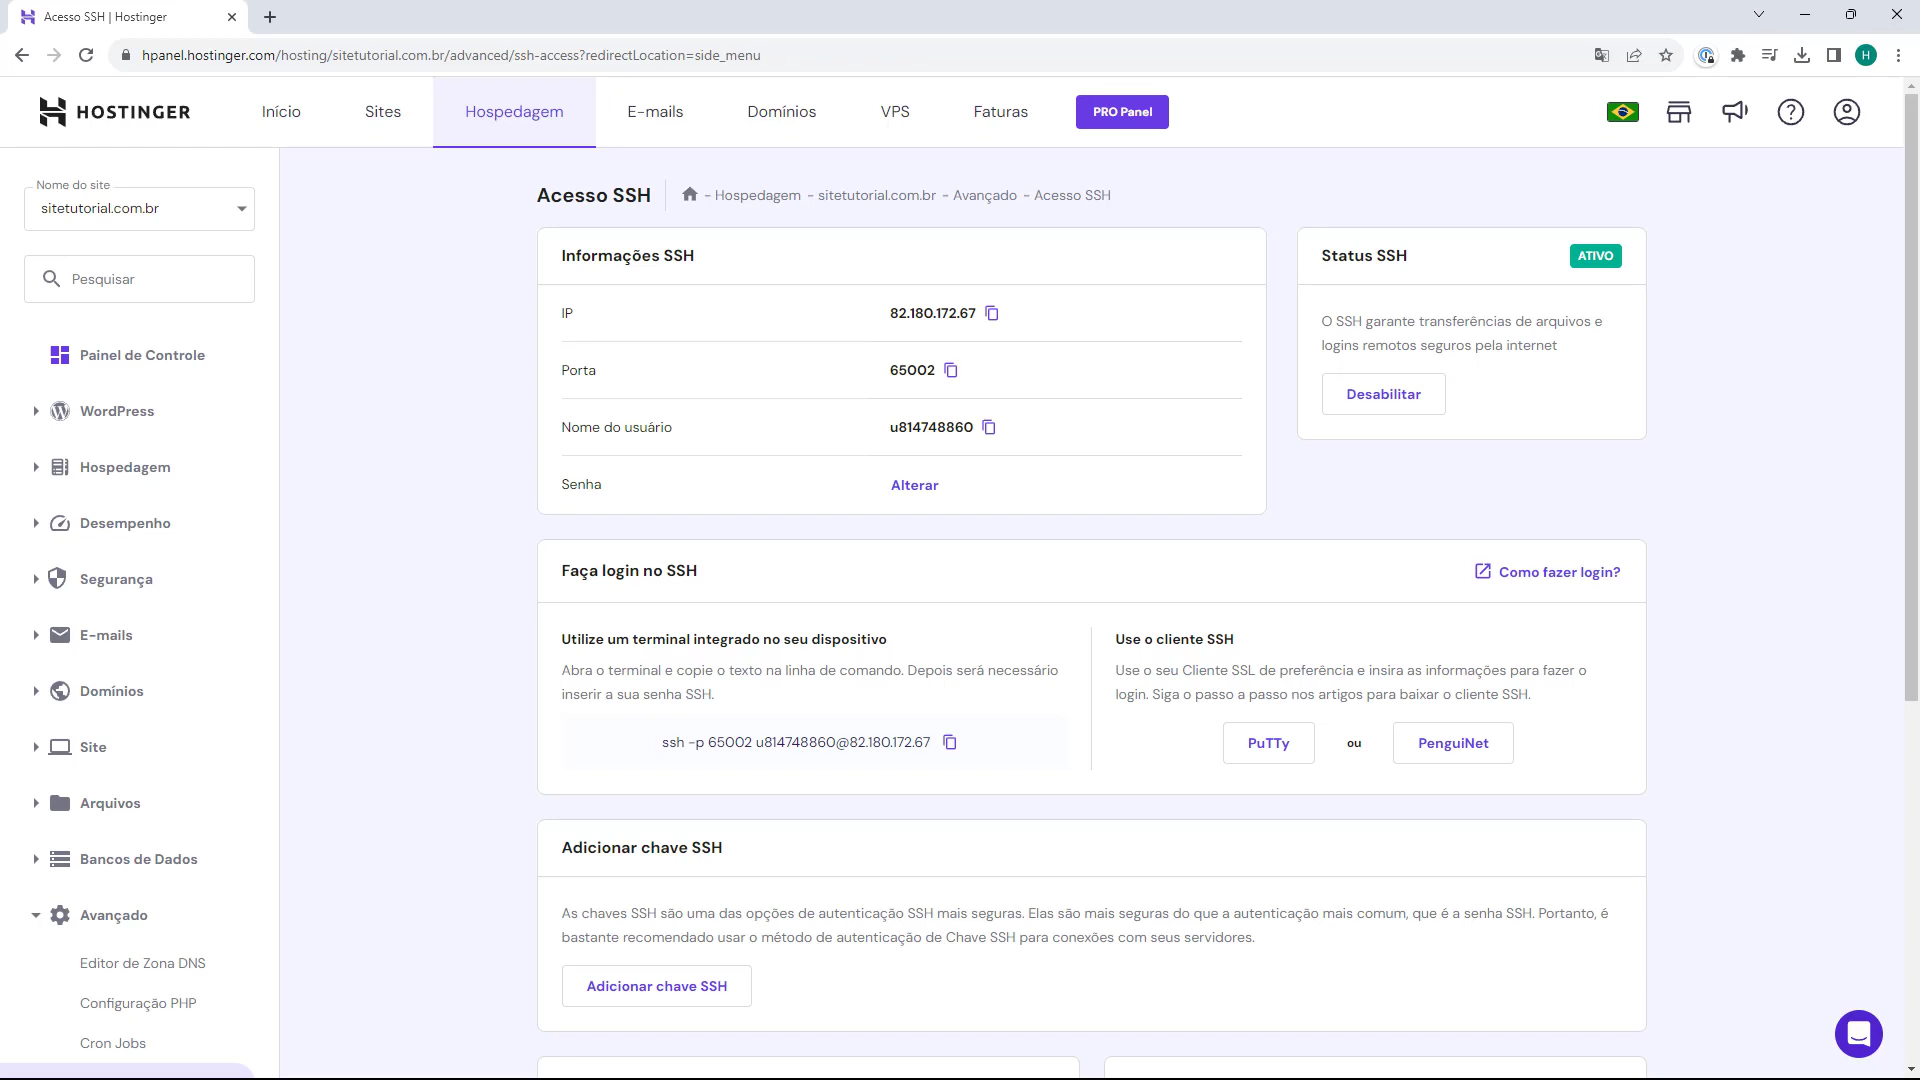 Acesso SSH | Hostinger
hpanel.hostinger.com/hosting/sitetutorial.com.br/advanced/ssh-access?redirectLocation=side_menu
H
HOSTINGER
Início
Sites
Hospedagem
E-mails
Domínios
VPS
Faturas
PRO Panel
Nome do site
sitetutorial.com.br
Pesquisar
Painel de Controle
WordPress
Hospedagem
Desempenho
Segurança
E-mails
Domínios
Site
Arquivos
Bancos de Dados
Avançado
Editor de Zona DNS
Configuração PHP
Cron Jobs
Acesso SSH
- Hospedagem - sitetutorial.com.br - Avançado - Acesso SSH
Informações SSH
IP
82.180.172.67
Porta
65002
Nome do usuário
u814748860
Senha
Alterar
Status SSH
ATIVO
O SSH garante transferências de arquivos e
logins remotos seguros pela internet
Desabilitar
Faça login no SSH
Como fazer login?
Utilize um terminal integrado no seu dispositivo
Abra o terminal e copie o texto na linha de comando. Depois será necessário
inserir a sua senha SSH.
ssh -p 65002 u814748860@82.180.172.67
Use o cliente SSH
Use o seu Cliente SSL de preferência e insira as informações para fazer o
login. Siga o passo a passo nos artigos para baixar o cliente SSH.
PuTTy
ou
PenguiNet
Adicionar chave SSH
As chaves SSH são uma das opções de autenticação SSH mais seguras. Elas são mais seguras do que a autenticação mais comum, que é a senha SSH. Portanto, é
bastante recomendado usar o método de autenticação de Chave SSH para conexões com seus servidores.
Adicionar chave SSH